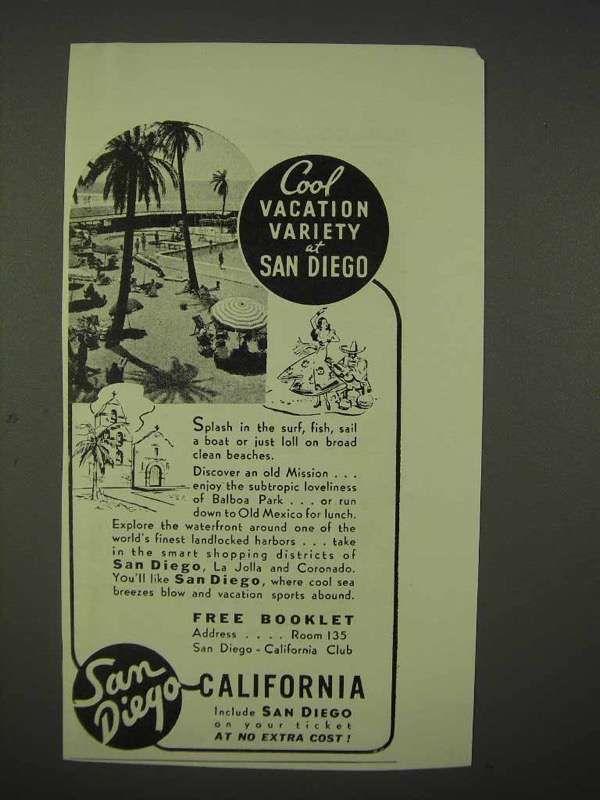 Cool
VACATION
VARIETY
at
SAN DIEGO
Splash in the surf, fish, sail
a boat or just loll on broad
clean beaches.
Discover an old Mission . . .
enjoy the subtropic loveliness
of Balboa Park . . . or run
down to Old Mexico for lunch.
Explore the waterfront around one of the
world's finest landlocked harbors . . . take
in the smart shopping districts of
San Diego, La Jolla and Coronado.
You'll like San Diego, where cool sea
breezes blow and vacation sports abound.
FREE BOOKLET
Address . . . . Room 135
San Diego - California Club
San
Diego
CALIFORNIA
Include SAN DIEGO
on your ticket
AT NO EXTRA COST!